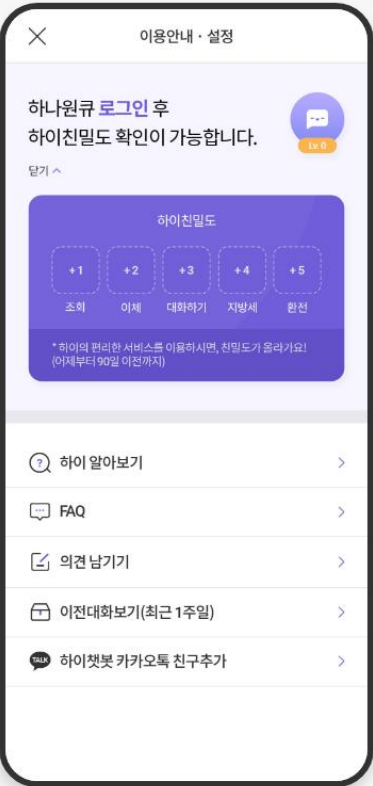 이용안내 · 설정
하나원큐 로그인 후
하이친밀도 확인이 가능합니다.
Lv. 0
닫기
하이친밀도
+1 +2 +3 +4 +5
조회 이체 대화하기 지방세 환전
* 하이의 편리한 서비스를 이용하시면, 친밀도가 올라가요!
(어제부터 90일 이전까지)
하이 알아보기
FAQ
의견 남기기
이전대화보기(최근 1주일)
TALK 하이챗봇 카카오톡 친구추가